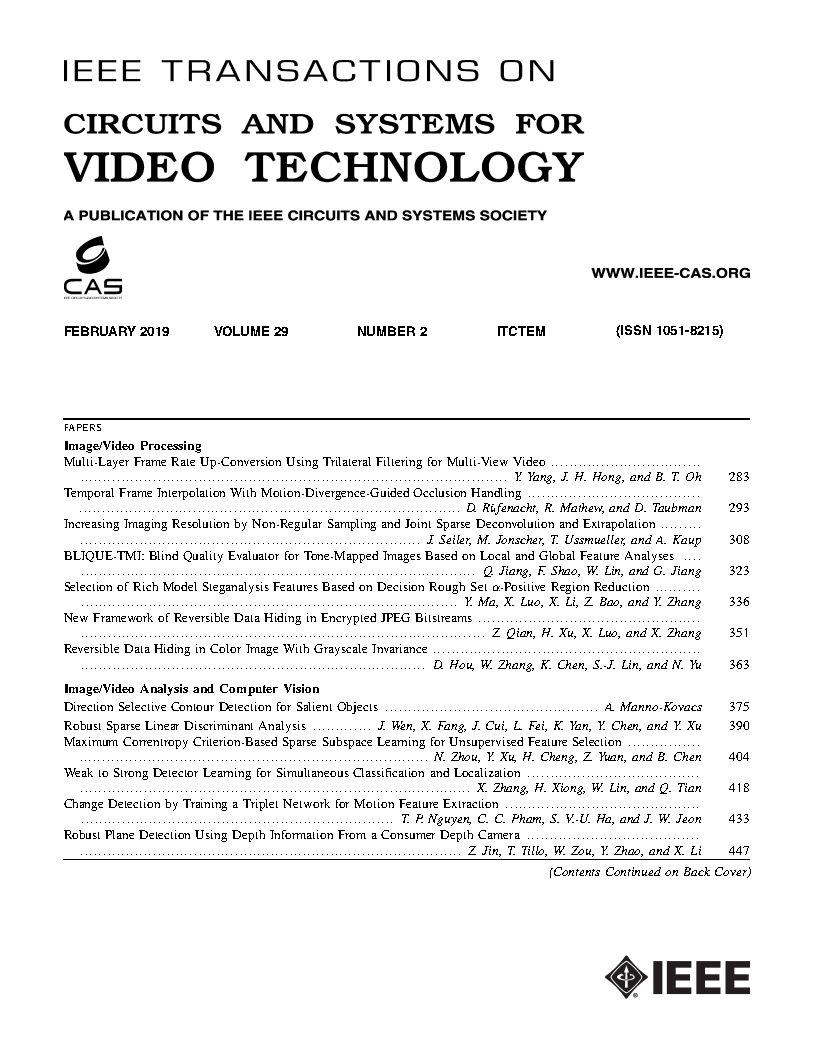 IEEE TRANSACTIONS ON
CIRCUITS AND SYSTEMS FOR
VIDEO TECHNOLOGY
A PUBLICATION OF THE IEEE CIRCUITS AND SYSTEMS SOCIETY
CAS
IEEE CIRCUITS AND SYSTEMS SOCIETY
WWW.IEEE-CAS.ORG
FEBRUARY 2019 VOLUME 29 NUMBER 2 ITCTEM (ISSN 1051-8215)
PAPERS
Image/Video Processing
Multi-Layer Frame Rate Up-Conversion Using Trilateral Filtering for Multi-View Video ................................
................................ Y. Yang, J. H. Hong, and B. T. Oh 283
Temporal Frame Interpolation With Motion-Divergence-Guided Occlusion Handling ................................
................................ D. Rüfenacht, R. Mathew, and D. Taubman 293
Increasing Imaging Resolution by Non-Regular Sampling and Joint Sparse Deconvolution and Extrapolation .........
................................ J. Seiler, M. Jonscher, T. Ussmueller, and A. Kaup 308
BLIQUE-TMI: Blind Quality Evaluator for Tone-Mapped Images Based on Local and Global Feature Analyses ....
................................ Q. Jiang, F. Shao, W. Lin, and G. Jiang 323
Selection of Rich Model Steganalysis Features Based on Decision Rough Set α-Positive Region Reduction ..........
................................ Y. Ma, X. Luo, X. Li, Z. Bao, and Y. Zhang 336
New Framework of Reversible Data Hiding in Encrypted JPEG Bitstreams ................................
................................ Z. Qian, H. Xu, X. Luo, and X. Zhang 351
Reversible Data Hiding in Color Image With Grayscale Invariance ................................
................................ D. Hou, W. Zhang, K. Chen, S.-J. Lin, and N. Yu 363
Image/Video Analysis and Computer Vision
Direction Selective Contour Detection for Salient Objects ................................ A. Manno-Kovacs 375
Robust Sparse Linear Discriminant Analysis ............. J. Wen, X. Fang, J. Cui, L. Fei, K. Yan, Y. Chen, and Y. Xu 390
Maximum Correntropy Criterion-Based Sparse Subspace Learning for Unsupervised Feature Selection ................
................................ N. Zhou, Y. Xu, H. Cheng, Z. Yuan, and B. Chen 404
Weak to Strong Detector Learning for Simultaneous Classification and Localization ................................
................................ X. Zhang, H. Xiong, W. Lin, and Q. Tian 418
Change Detection by Training a Triplet Network for Motion Feature Extraction ................................
................................ T. P. Nguyen, C. C. Pham, S. V.-U. Ha, and J. W. Jeon 433
Robust Plane Detection Using Depth Information From a Consumer Depth Camera ................................
................................ Z. Jin, T. Tillo, W. Zou, Y. Zhao, and X. Li 447
(Contents Continued on Back Cover)
IEEE